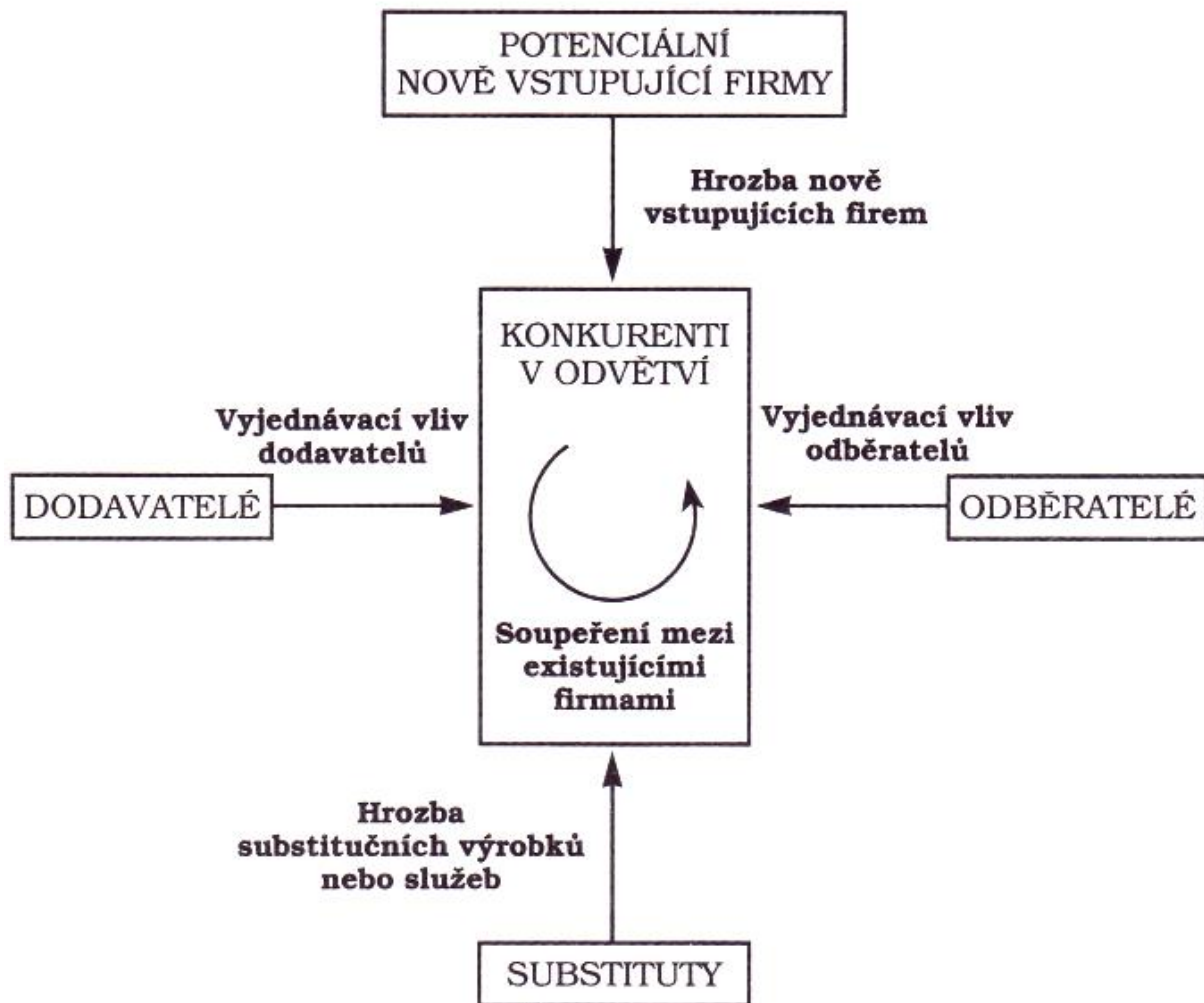 POTENCIÁLNÍ
NOVĚ VSTUPUJÍCÍ FIRMY
Hrozba nově
vstupujících firem
KONKURENTI
V ODVĚTVÍ
Vyjednávací vliv
dodavatelů
Vyjednávací vliv
odběratelů
DODAVATELÉ
ODBĚRATELÉ
Soupeření mezi
existujícími
firmami
Hrozba
substitučních výrobků
nebo služeb
SUBSTITUTY